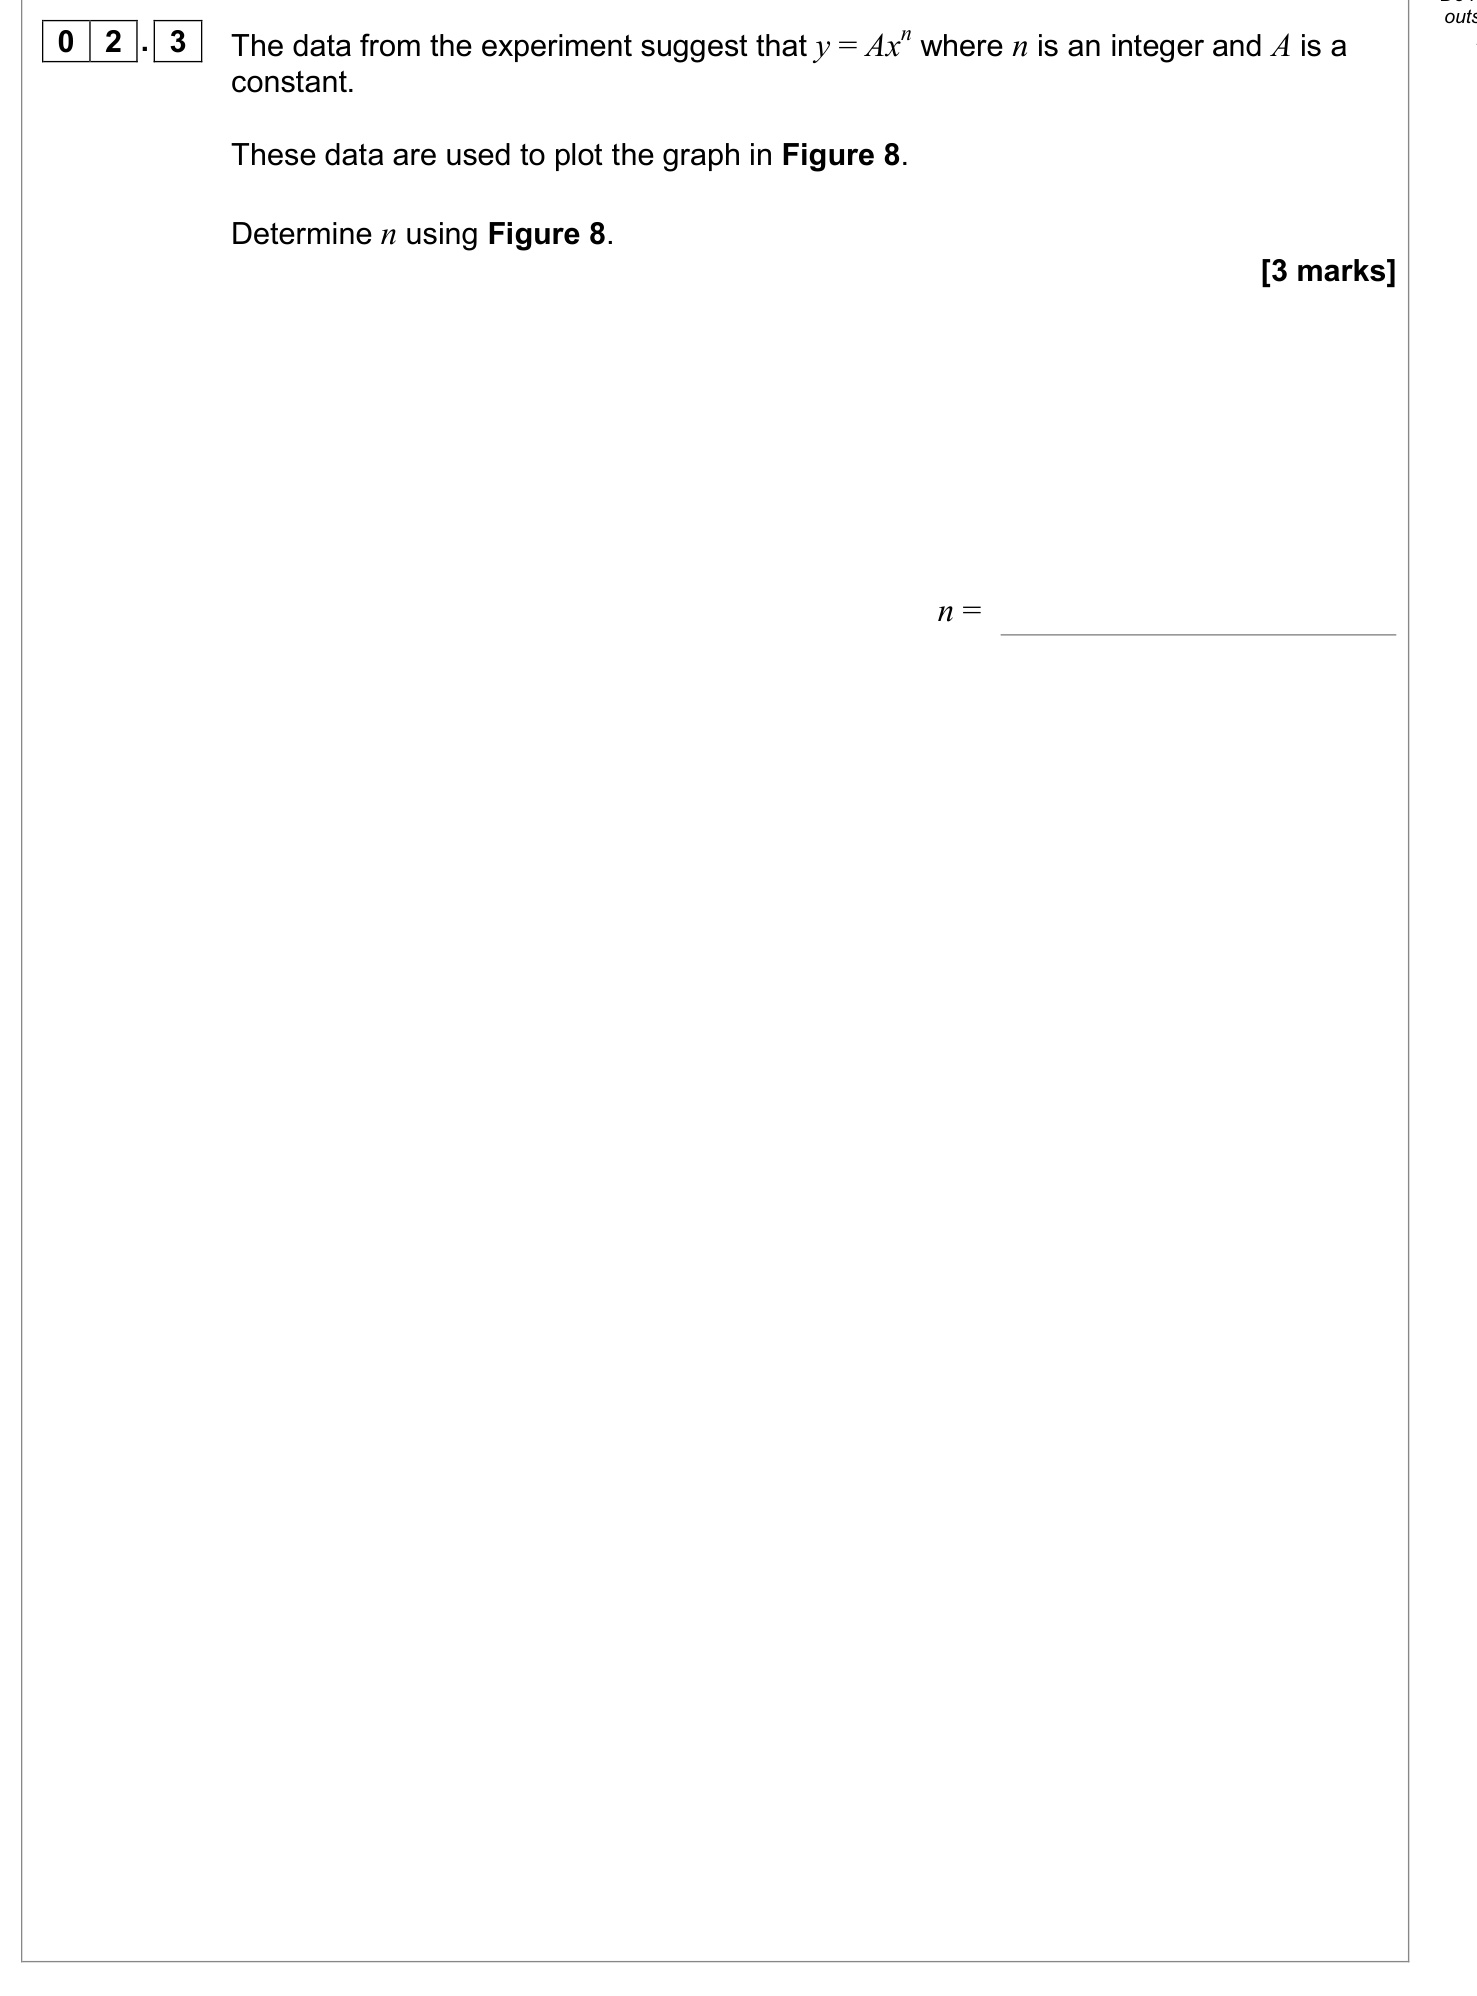 0 2 . 3 The data from the experiment suggest that y = Axⁿ where n is an integer and A is a
constant.
These data are used to plot the graph in Figure 8.
Determine n using Figure 8.
[3 marks]
n =